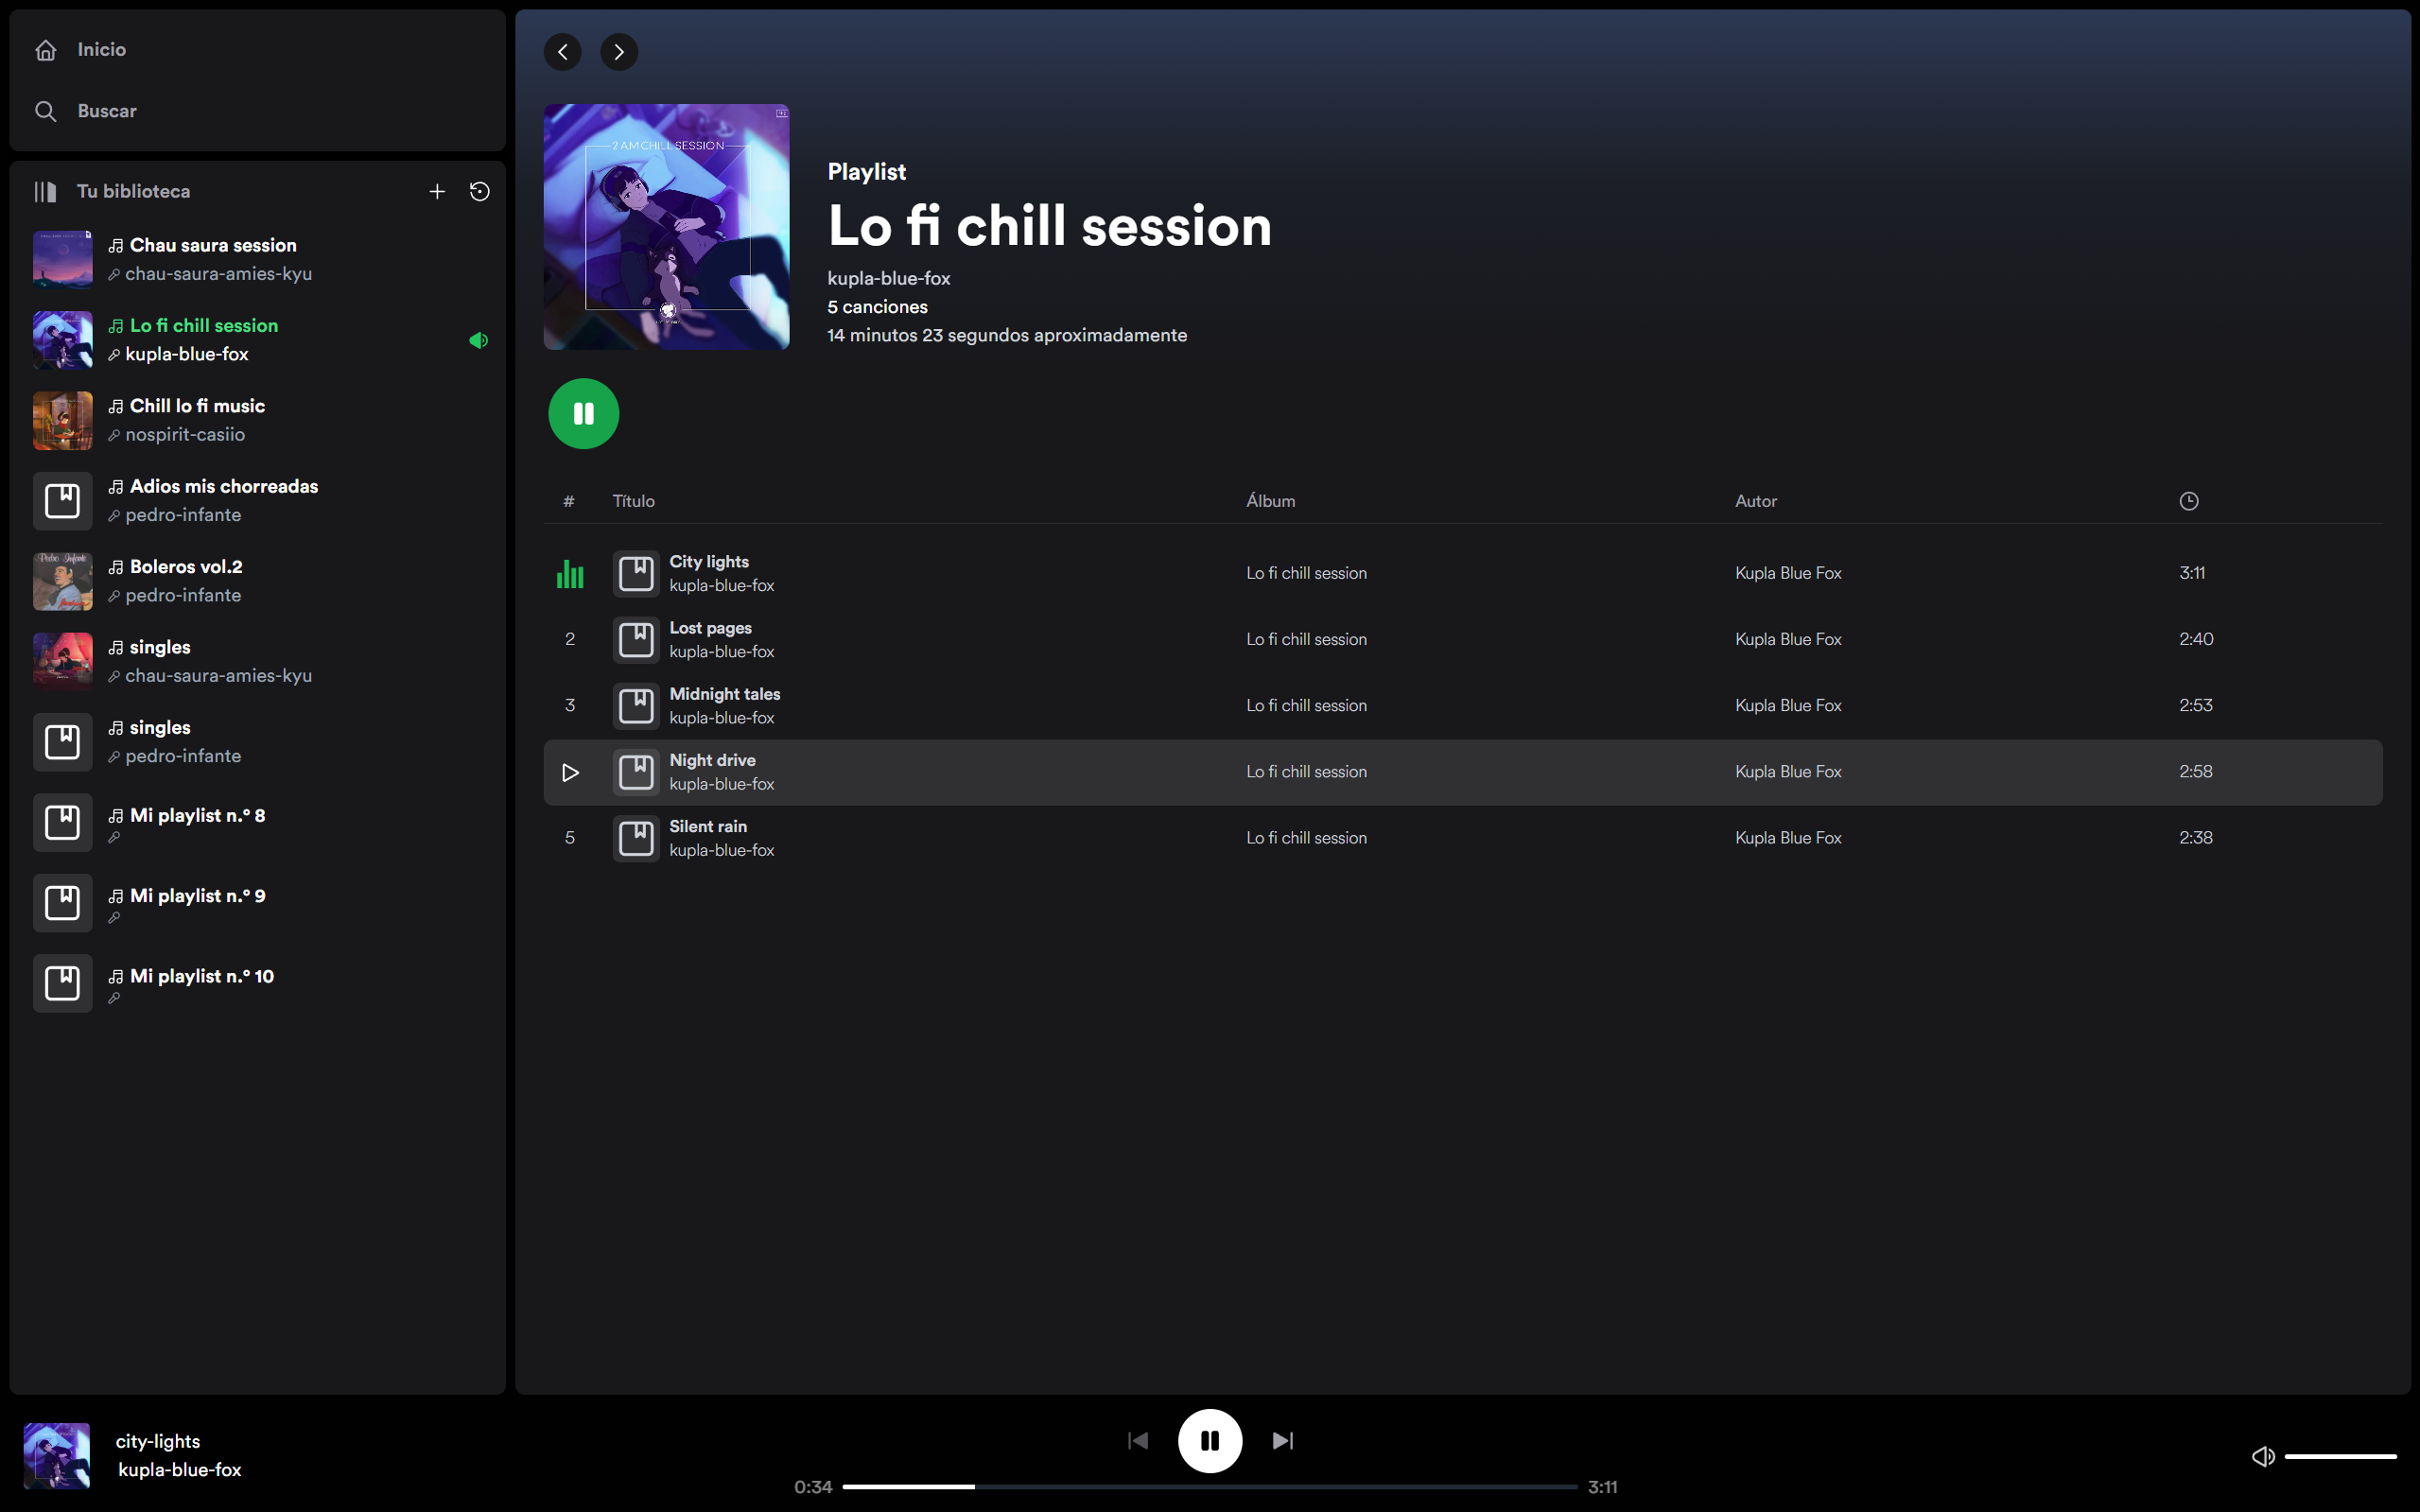 Inicio
Buscar
Tu biblioteca
Chau saura session
chau-saura-amies-kyu
Lo fi chill session
kupla-blue-fox
Chill lo fi music
nospirit-casiio
Adios mis chorreadas
pedro-infante
Boleros vol.2
pedro-infante
singles
chau-saura-amies-kyu
singles
pedro-infante
Mi playlist n.º 8
Mi playlist n.º 9
Mi playlist n.º 10
2 AM CHILL SESSION
Playlist
Lo fi chill session
kupla-blue-fox
5 canciones
14 minutos 23 segundos aproximadamente
# Título Álbum Autor
City lights
kupla-blue-fox
Lo fi chill session Kupla Blue Fox 3:11
2 Lost pages
kupla-blue-fox
Lo fi chill session Kupla Blue Fox 2:40
3 Midnight tales
kupla-blue-fox
Lo fi chill session Kupla Blue Fox 2:53
Night drive
kupla-blue-fox
Lo fi chill session Kupla Blue Fox 2:58
5 Silent rain
kupla-blue-fox
Lo fi chill session Kupla Blue Fox 2:38
city-lights
kupla-blue-fox
0:34 3:11